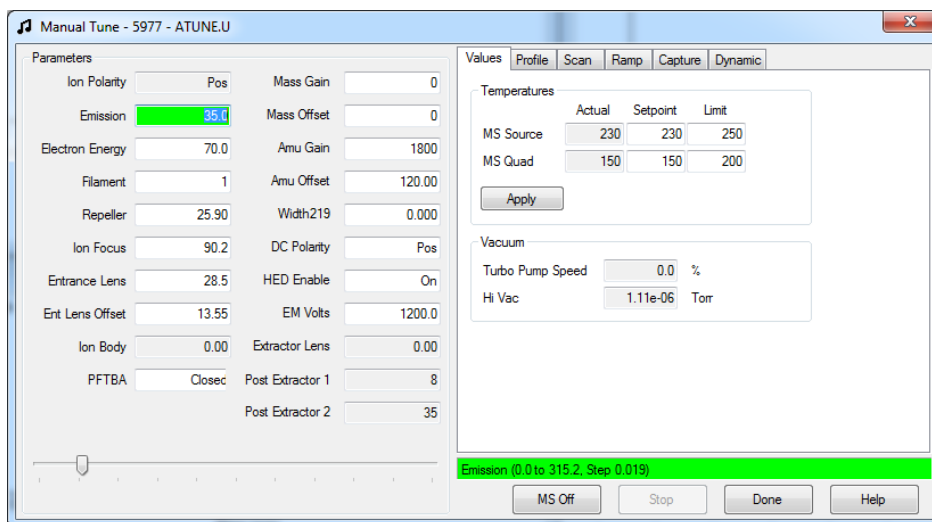 Manual Tune - 5977 - ATUNE.U
Parameters
Ion Polarity Pos Mass Gain 0
Emission 35.0 Mass Offset 0
Electron Energy 70.0 Amu Gain 1800
Filament 1 Amu Offset 120.00
Repeller 25.90 Width219 0.000
Ion Focus 90.2 DC Polarity Pos
Entrance Lens 28.5 HED Enable On
Ent Lens Offset 13.55 EM Volts 1200.0
Ion Body 0.00 Extractor Lens 0.00
PFTBA Closed Post Extractor 1 8
Post Extractor 2 35
Values Profile Scan Ramp Capture Dynamic
Temperatures
Actual Setpoint Limit
MS Source 230 230 250
MS Quad 150 150 200
Apply
Vacuum
Turbo Pump Speed 0.0 %
Hi Vac 1.11e-06 Torr
Emission (0.0 to 315.2, Step 0.019)
MS Off Stop Done Help